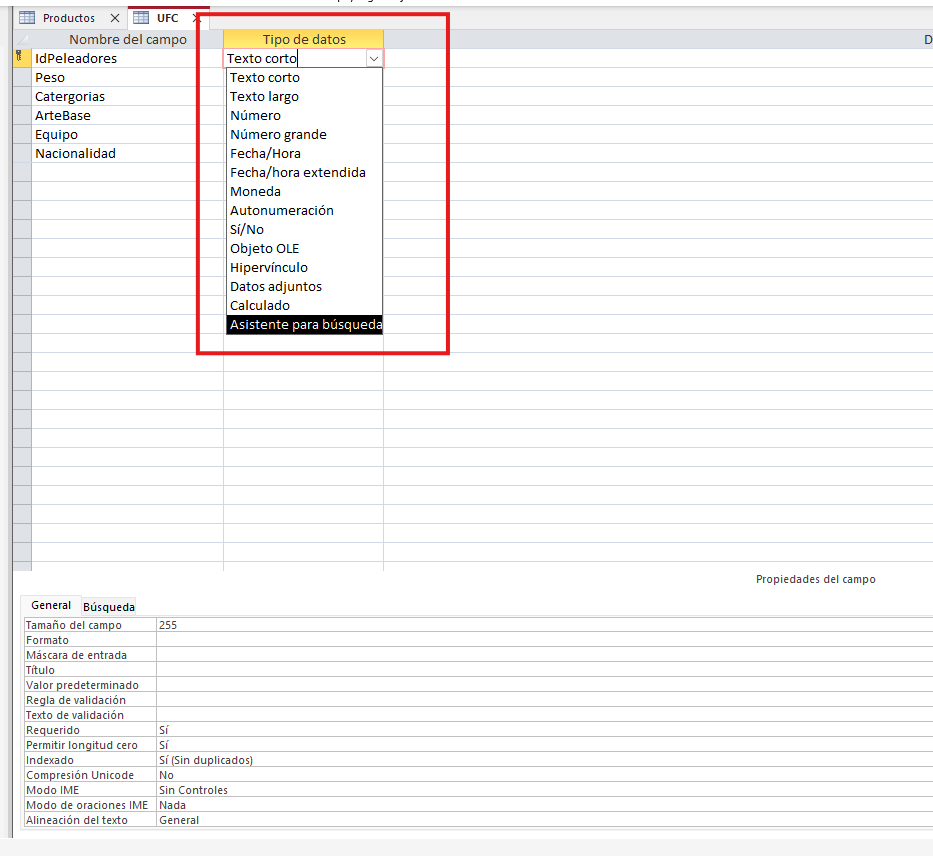 Productos
UFC
Nombre del campo Tipo de datos D
IdPeleadores Texto corto
Peso Texto corto
Catergorias Texto largo
ArteBase Número
Equipo Número grande
Nacionalidad Fecha/Hora
Fecha/hora extendida
Moneda
Autonumeración
Sí/No
Objeto OLE
Hipervínculo
Datos adjuntos
Calculado
Asistente para búsqueda
Propiedades del campo
General Búsqueda
Tamaño del campo 255
Formato
Máscara de entrada
Título
Valor predeterminado
Regla de validación
Texto de validación
Requerido Sí
Permitir longitud cero Sí
Indexado Sí (Sin duplicados)
Compresión Unicode No
Modo IME Sin Controles
Modo de oraciones IME Nada
Alineación del texto General